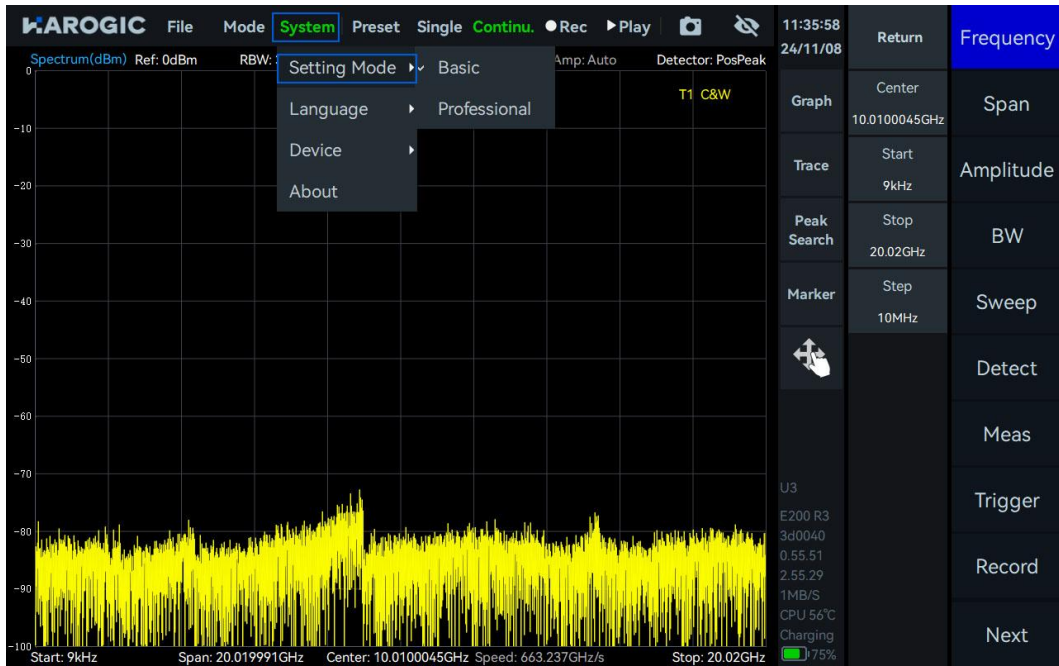 HAROGIC File Mode System Preset Single Continu. Rec Play
Spectrum(dBm) Ref: 0dBm RBW: Amp: Auto Detector: PosPeak
Setting Mode
Language
Device
About
Basic
Professional
T1 C&W
0
-10
-20
-30
-40
-50
-60
-70
-80
-90
-100
Start: 9kHz Span: 20.019991GHz Center: 10.0100045GHz Speed: 663.237GHz/s Stop: 20.02GHz
11:35:58
24/11/08
Graph
Trace
Peak
Search
Marker
U3
E200 R3
3d0040
0.55.51
2.55.29
1MB/S
CPU 56℃
Charging
75%
Return
Center
10.0100045GHz
Start
9kHz
Stop
20.02GHz
Step
10MHz
Frequency
Span
Amplitude
BW
Sweep
Detect
Meas
Trigger
Record
Next